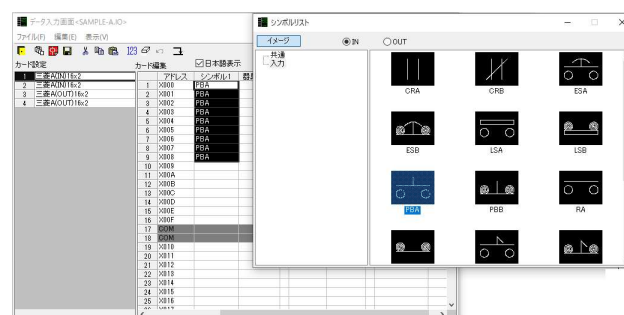 データ入力画面<SAMPLE-A.JO>
ファイル(F) 編集(E) 表示(V)
123
カード設定
1 三菱A(IN)16x2
2 三菱A(IN)16x2
3 三菱A(OUT)16x2
4 三菱A(OUT)16x2
カード編集
日本語表示
アドレス シンボル1
1 X000 PBA
2 X001 PBA
3 X002 PBA
4 X003 PBA
5 X004 PBA
6 X005 PBA
7 X006 PBA
8 X007 PBA
9 X008 PBA
10 X009
11 X00A
12 X00B
13 X00C
14 X00D
15 X00E
16 X00F
17 COM
18 COM
19 X010
20 X011
21 X012
22 X013
23 X014
24 X015
25 X016
26 X017
シンボルリスト
イメージ
IN OUT
共通
入力
CRA CRB ESA
ESB LSA LSB
PBA PBB RA